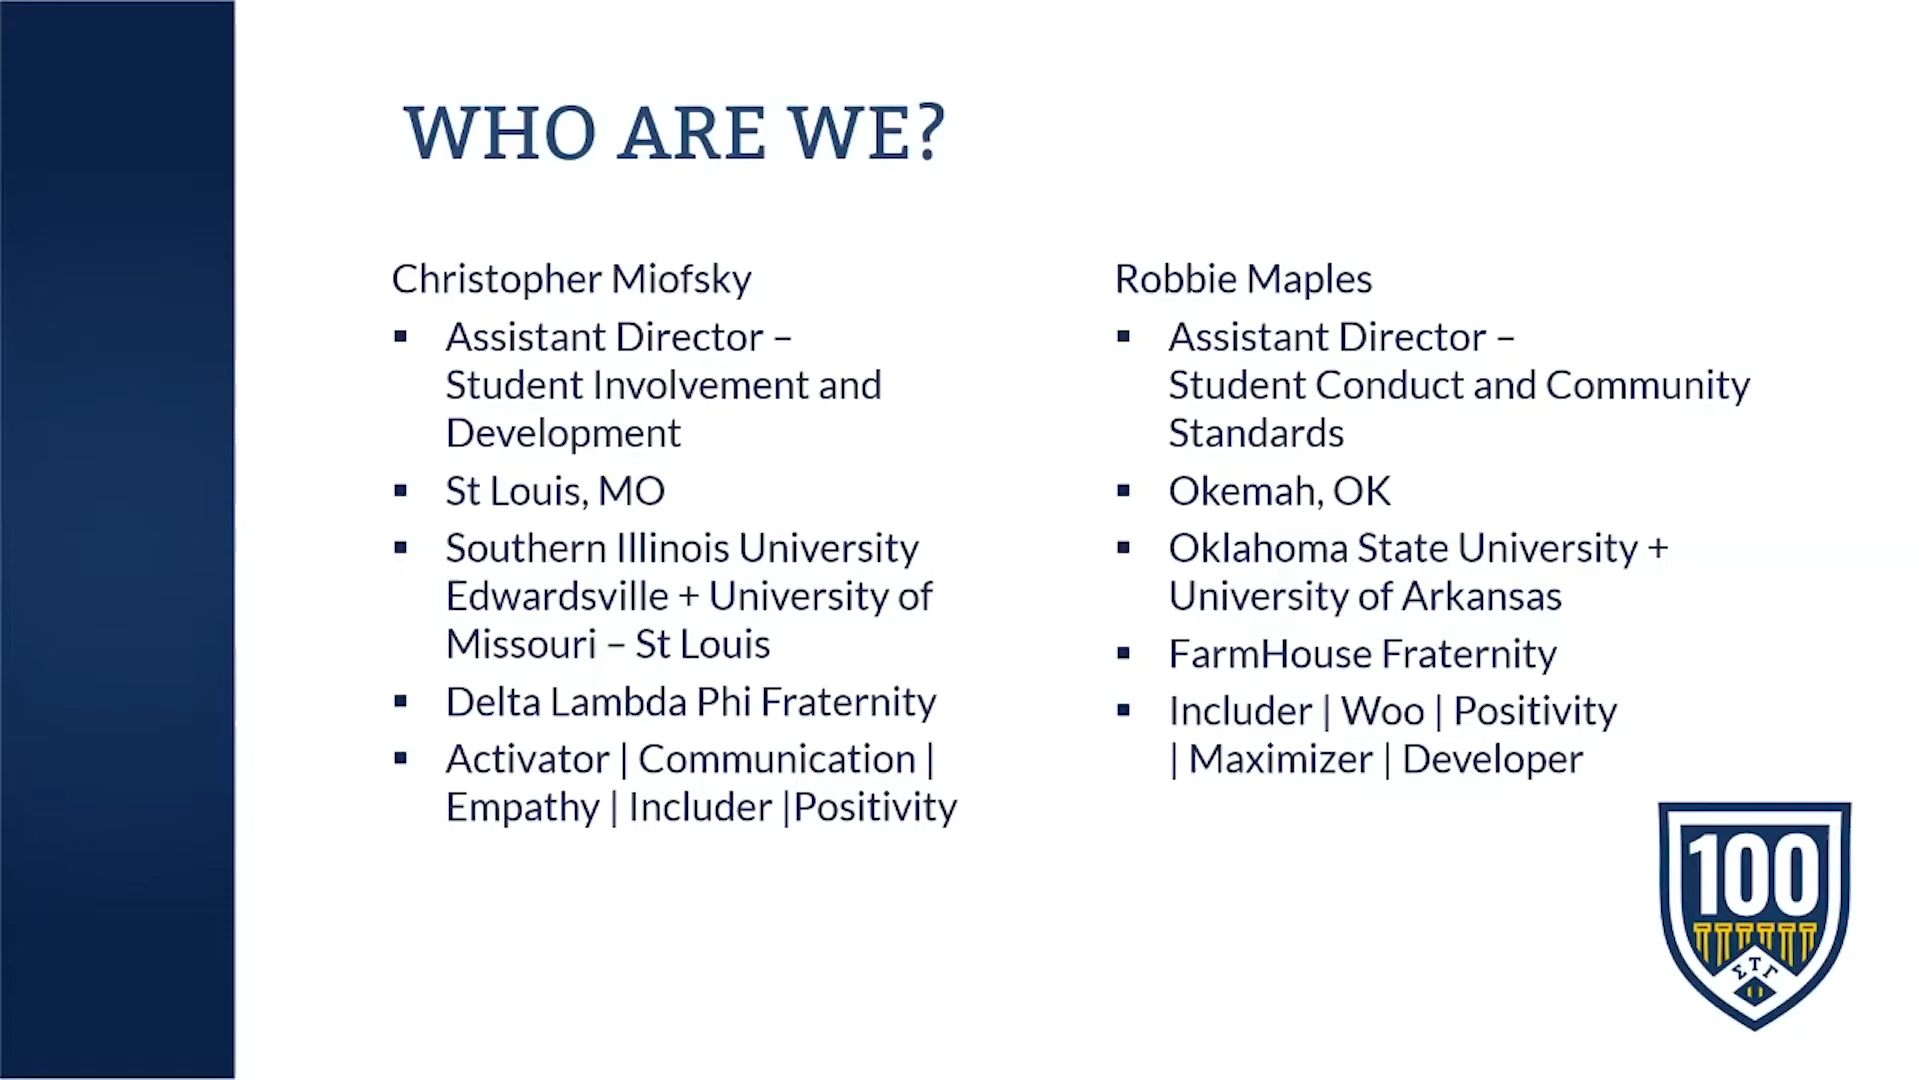 WHO ARE WE?
Christopher Miofsky
▪ Assistant Director –
Student Involvement and
Development
▪ St Louis, MO
▪ Southern Illinois University
Edwardsville + University of
Missouri – St Louis
▪ Delta Lambda Phi Fraternity
▪ Activator | Communication |
Empathy | Includer |Positivity
Robbie Maples
▪ Assistant Director –
Student Conduct and Community
Standards
▪ Okemah, OK
▪ Oklahoma State University +
University of Arkansas
▪ FarmHouse Fraternity
▪ Includer | Woo | Positivity
| Maximizer | Developer
100
ΣΤΓ